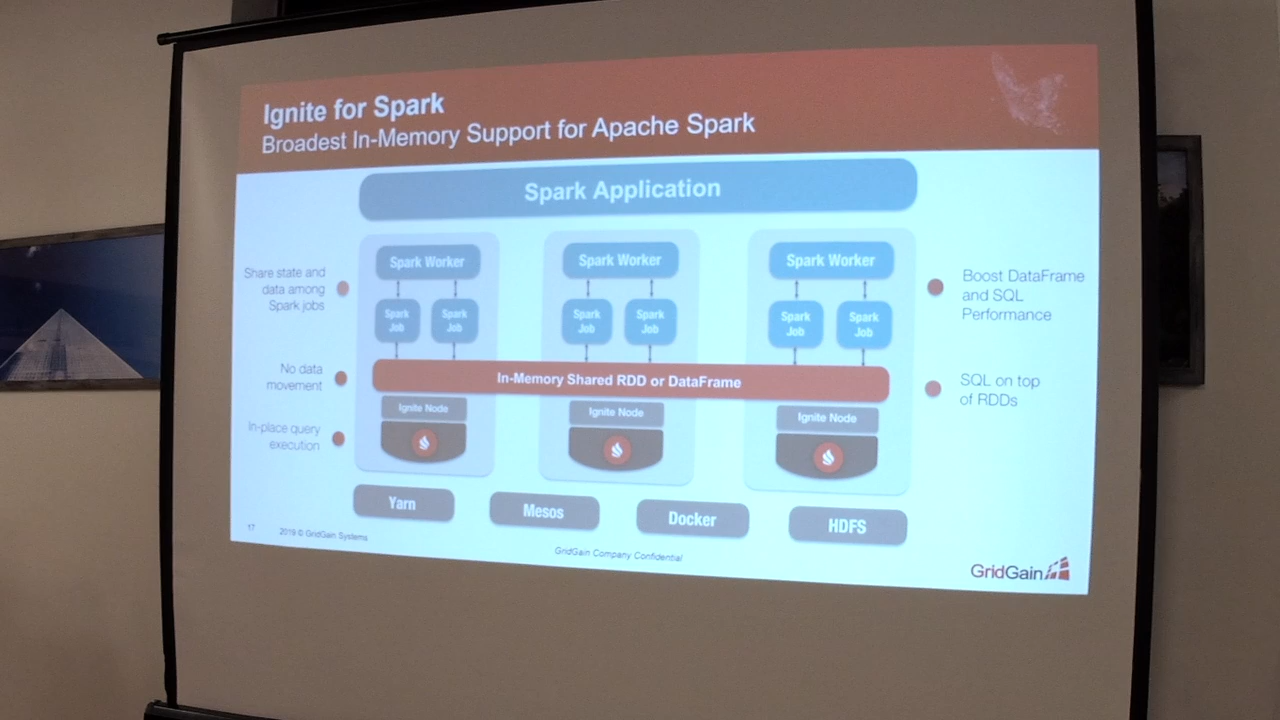 Ignite for Spark
Broadest In-Memory Support for Apache Spark
Spark Application
Share state and
data among
Spark jobs
No data
movement
In-place query
execution
Spark Worker
Spark
Job
Spark
Job
Spark Worker
Spark
Job
Spark
Job
Spark Worker
Spark
Job
Spark
Job
In-Memory Shared RDD or DataFrame
Ignite Node
Ignite Node
Ignite Node
Boost DataFrame
and SQL
Performance
SQL on top
of RDDs
Yarn
Mesos
Docker
HDFS
17
2019 © GridGain Systems
GridGain Company Confidential
GridGain